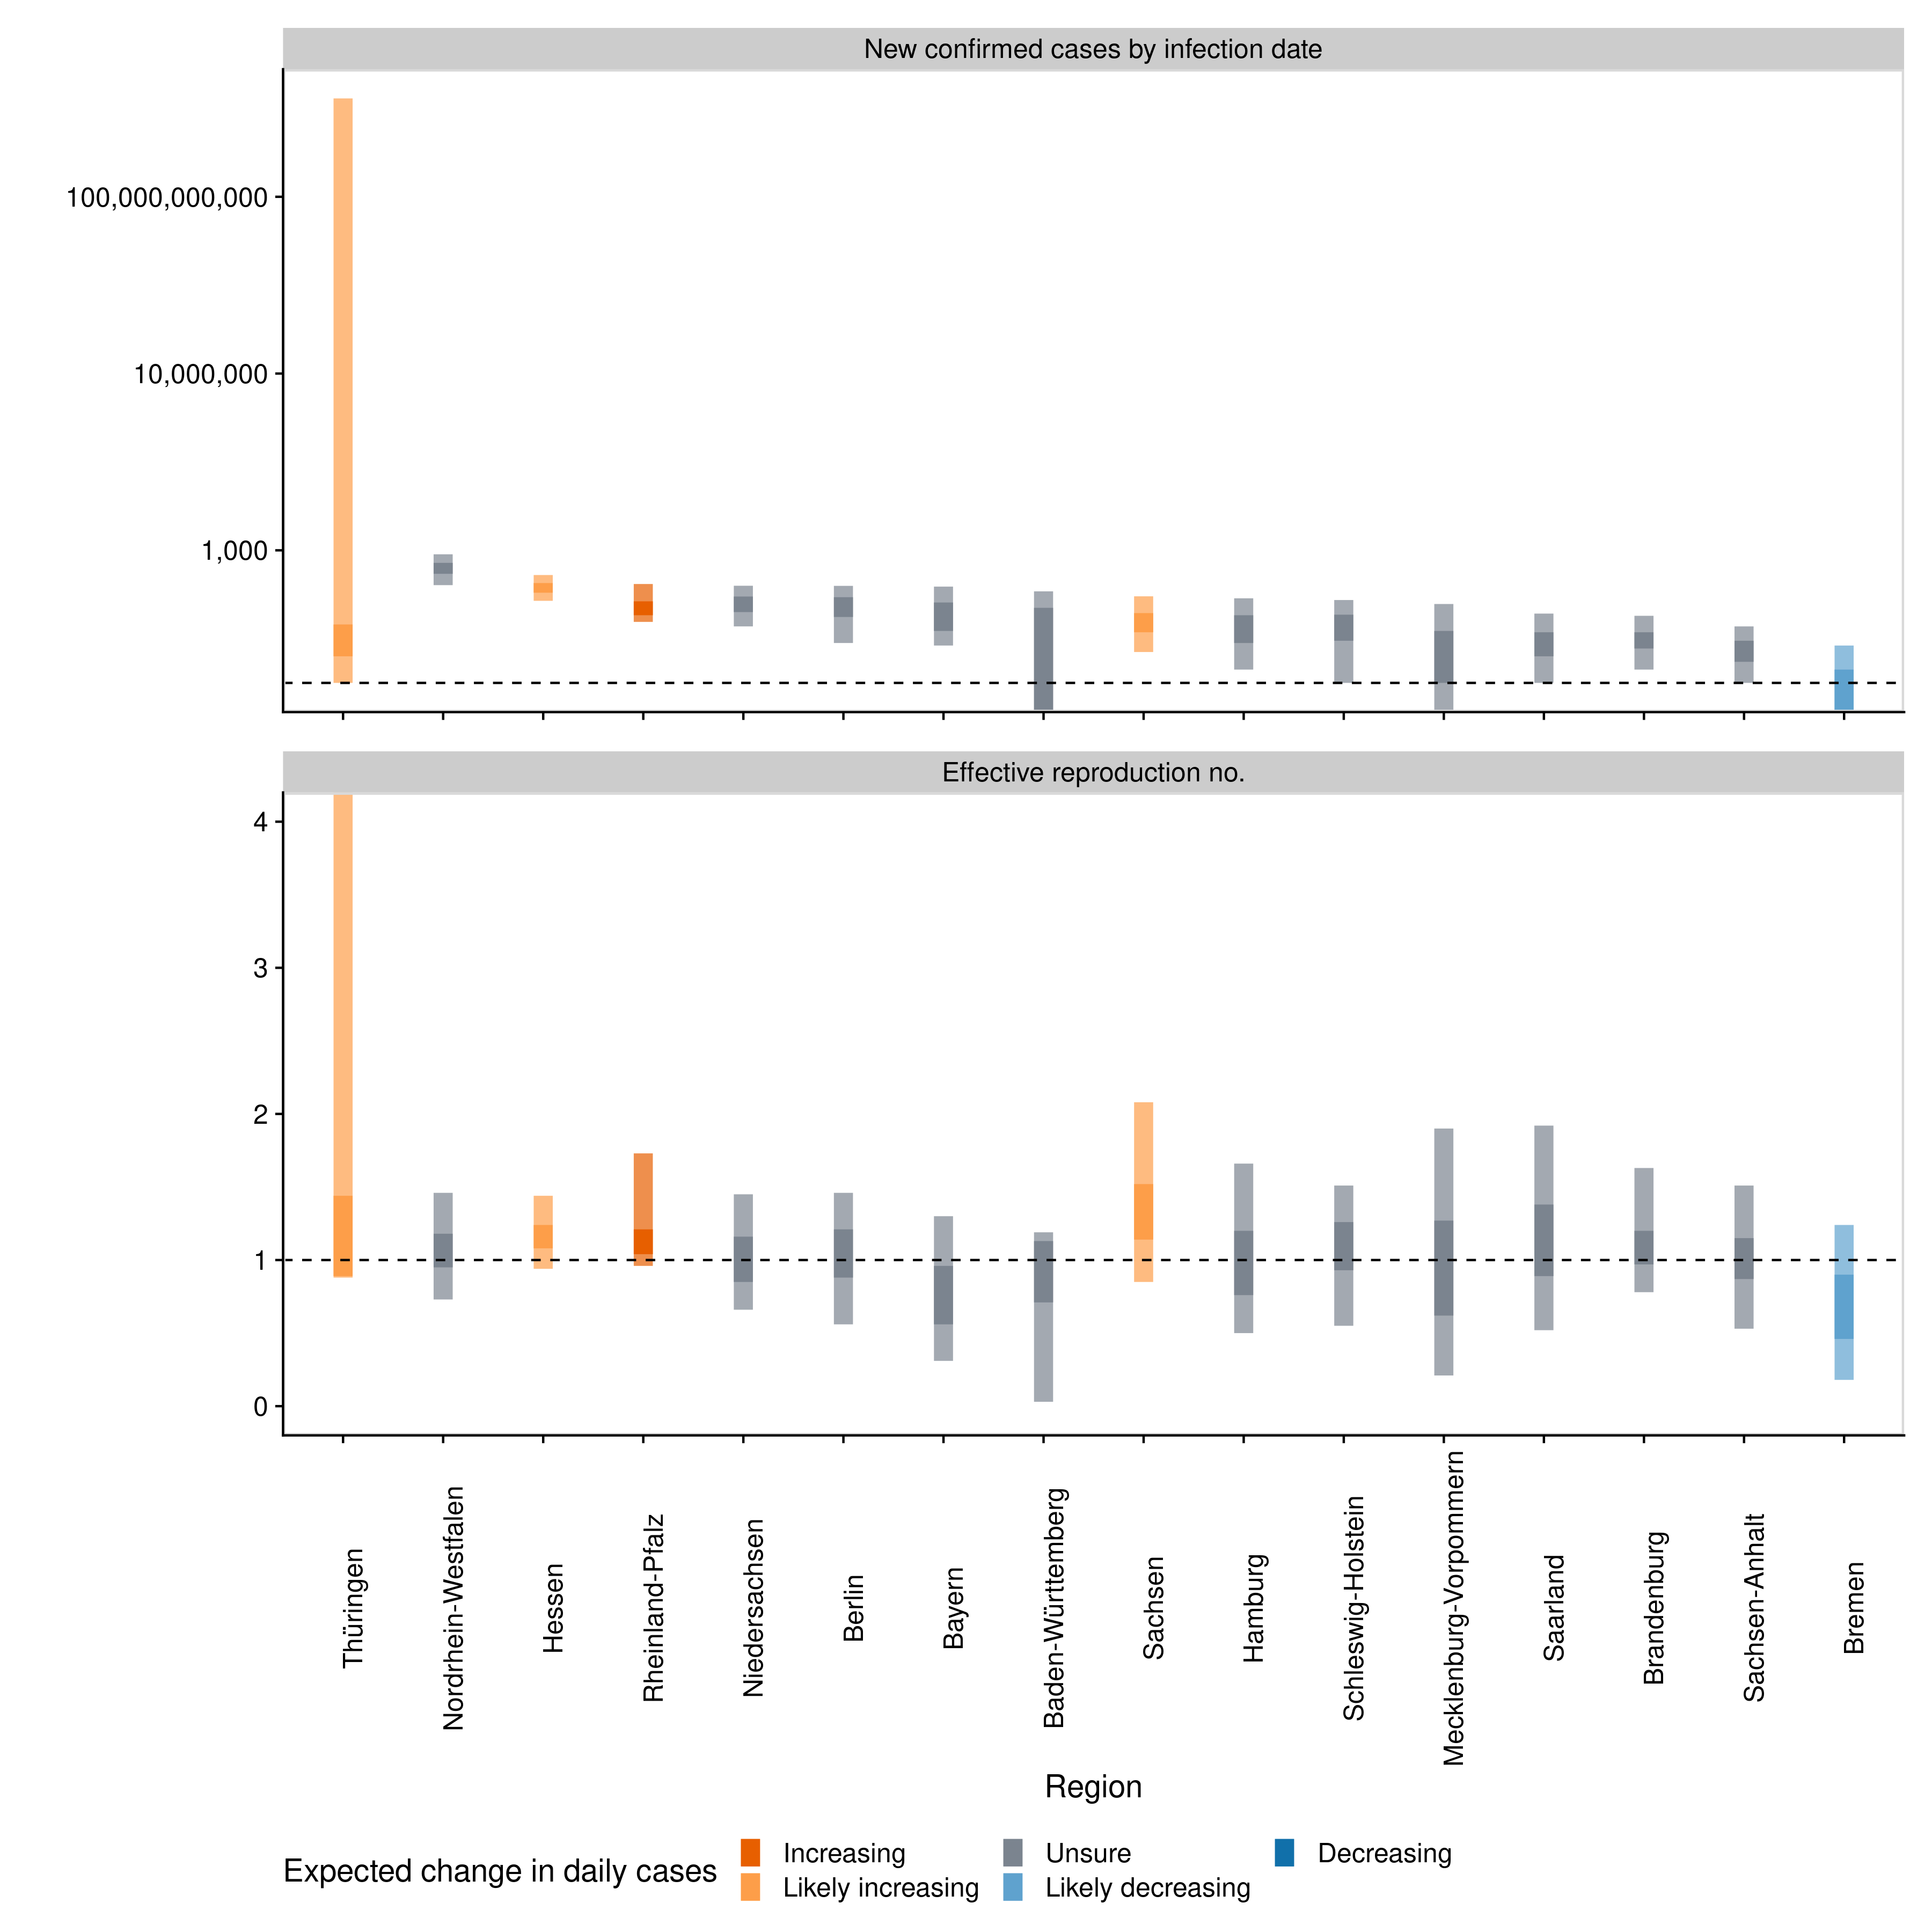 New confirmed cases by infection date
100,000,000,000
10,000,000
1,000
Effective reproduction no.
4
3
2
1
0
Thüringen
Nordrhein-Westfalen
Hessen
Rheinland-Pfalz
Niedersachsen
Berlin
Bayern
Baden-Württemberg
Sachsen
Hamburg
Schleswig-Holstein
Mecklenburg-Vorpommern
Saarland
Brandenburg
Sachsen-Anhalt
Bremen
Region
Expected change in daily cases
Increasing
Likely increasing
Unsure
Likely decreasing
Decreasing